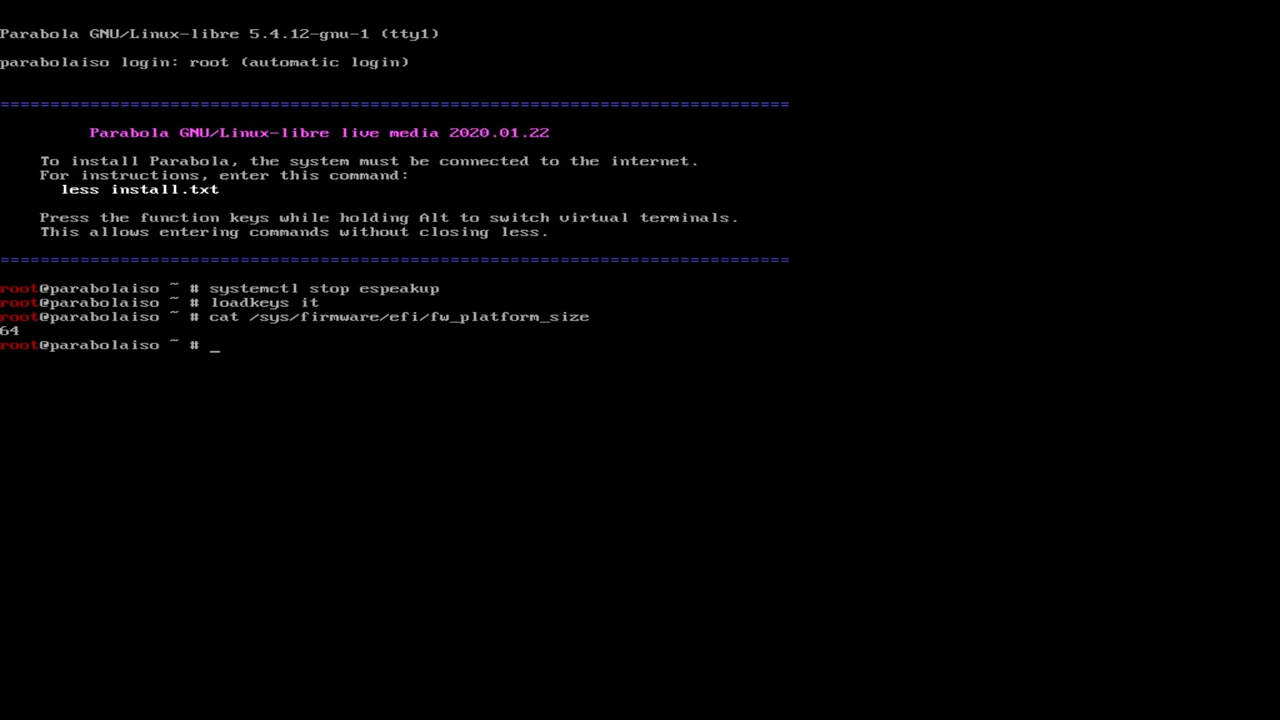 Parabola GNU/Linux-libre 5.4.12-gnu-1 (tty1)
parabolaiso login: root (automatic login)
===============================================================================
Parabola GNU/Linux-libre live media 2020.01.22
To install Parabola, the system must be connected to the internet.
For instructions, enter this command:
less install.txt
Press the function keys while holding Alt to switch virtual terminals.
This allows entering commands without closing less.
===============================================================================
root@parabolaiso ~ # systemctl stop espeakup
root@parabolaiso ~ # loadkeys it
root@parabolaiso ~ # cat /sys/firmware/efi/fw_platform_size
64
root@parabolaiso ~ # _